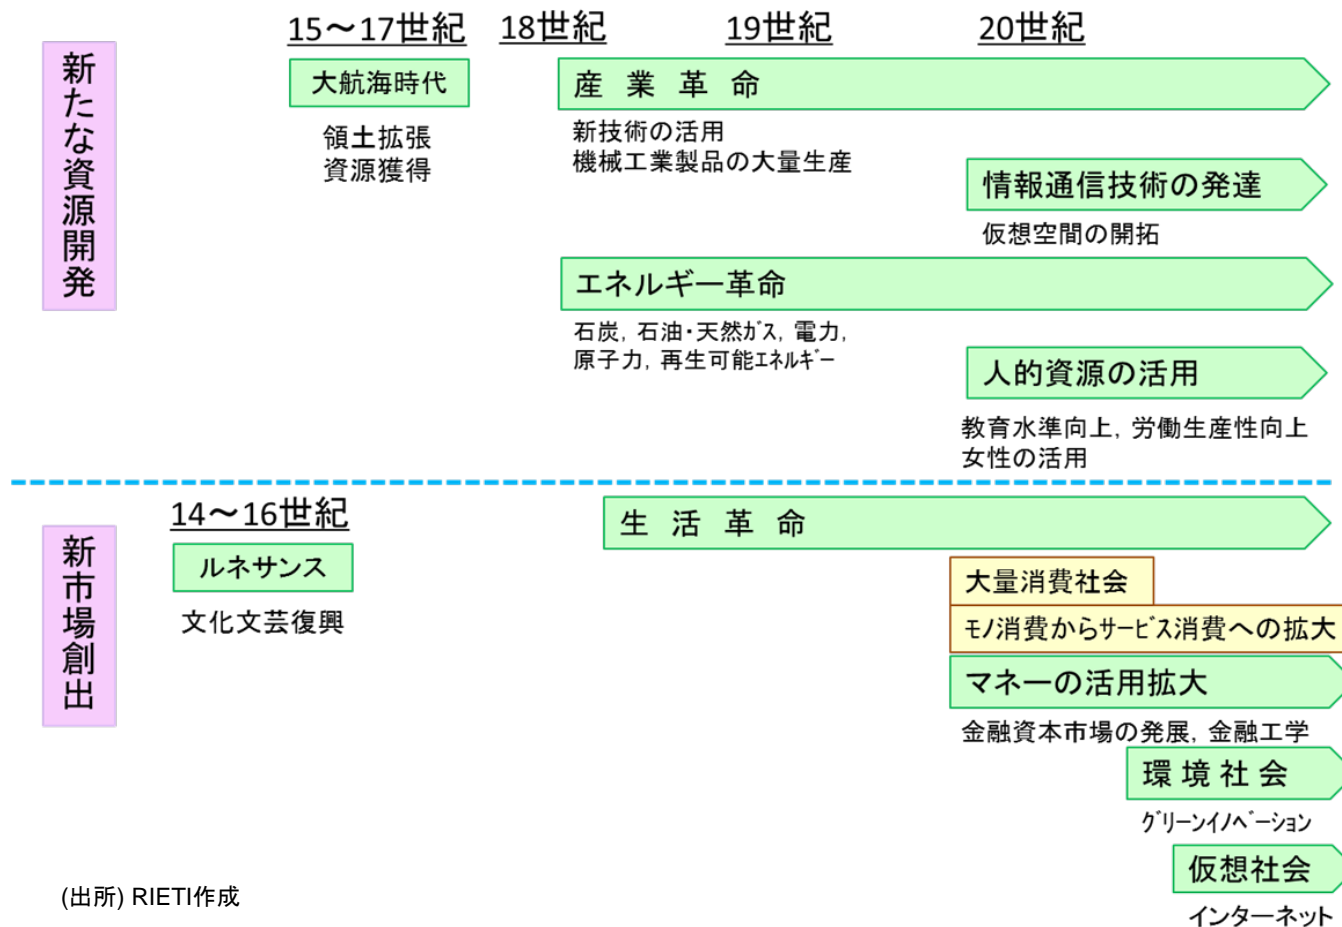 15～17世紀
18世紀
19世紀
20世紀
新たな資源開発
大航海時代
領土拡張
資源獲得
産業革命
新技術の活用
機械工業製品の大量生産
情報通信技術の発達
仮想空間の開拓
エネルギー革命
石炭, 石油・天然ｶﾞｽ, 電力,
原子力, 再生可能ｴﾈﾙｷﾞｰ
人的資源の活用
教育水準向上, 労働生産性向上
女性の活用
14～16世紀
新市場創出
ルネサンス
文化文芸復興
生活革命
大量消費社会
ﾓﾉ消費からｻｰﾋﾞｽ消費への拡大
マネーの活用拡大
金融資本市場の発展, 金融工学
環境社会
ｸﾞﾘｰﾝｲﾉﾍﾞｰｼｮﾝ
仮想社会
インターネット
(出所) RIETI作成